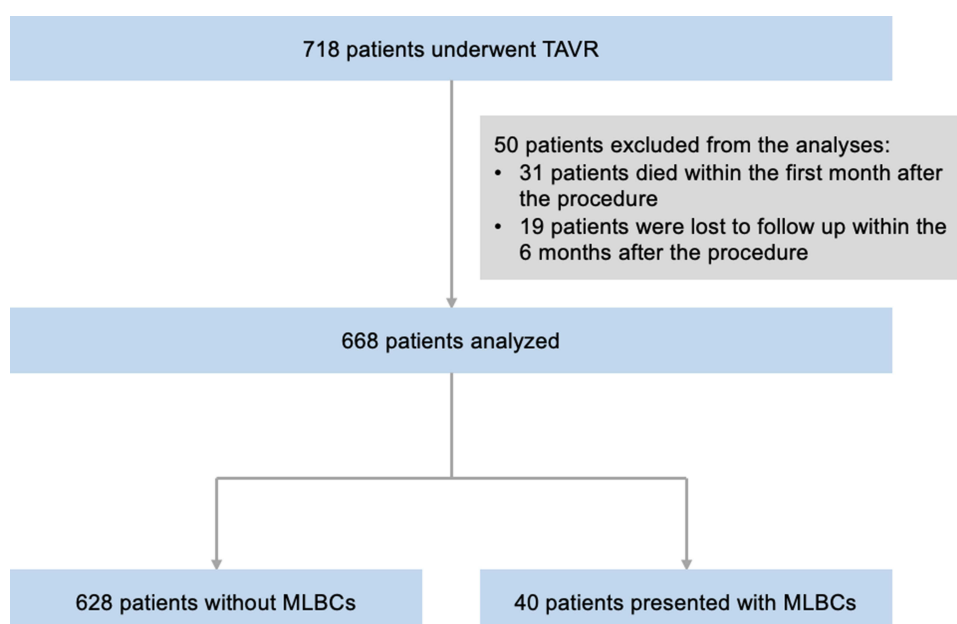 718 patients underwent TAVR
50 patients excluded from the analyses:
• 31 patients died within the first month after
the procedure
• 19 patients were lost to follow up within the
6 months after the procedure
668 patients analyzed
628 patients without MLBCs
40 patients presented with MLBCs